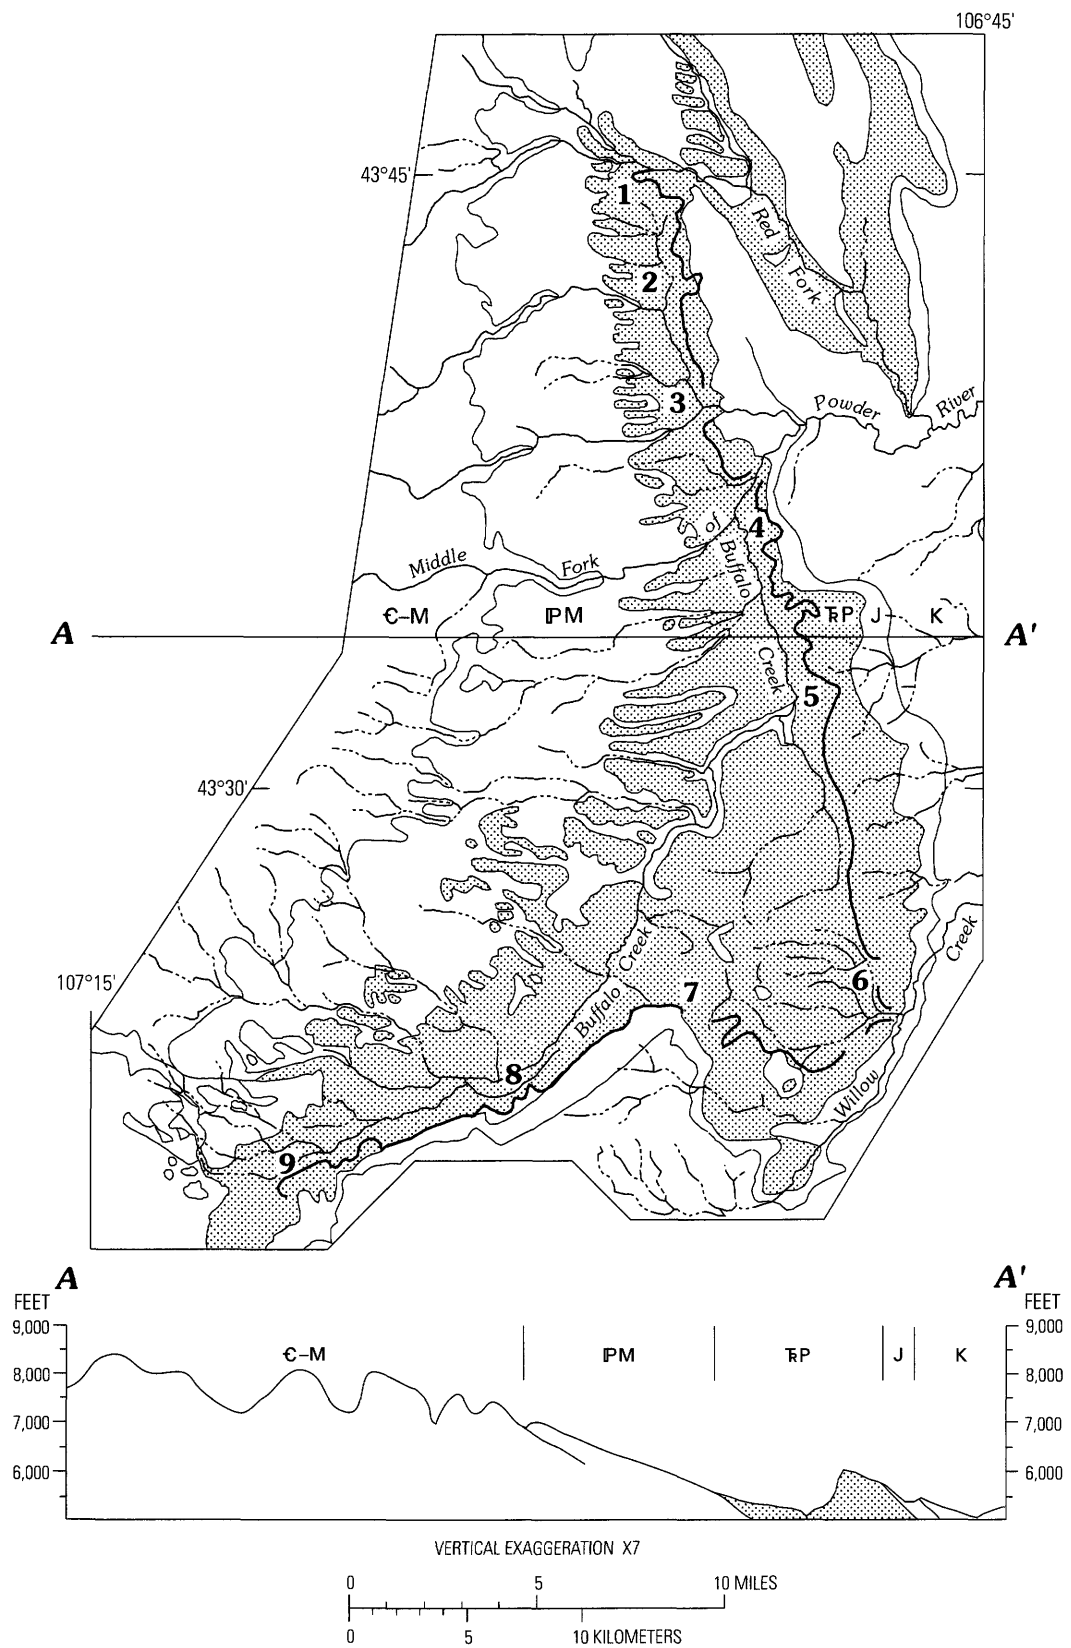 106°45'
43°45'
1
Red
Fork
2
3
Powder
River
4
of
Buffalo
Middle
Fork
Є–M
ⅠPM
TRP
J
K
A
A'
Creek
5
43°30'
Creek
6
107°15'
7
Creek
Buffalo
8
Willow
9
A
A'
FEET
FEET
9,000
Є–M
ⅠPM
TRP
J
K
9,000
8,000
8,000
7,000
7,000
6,000
6,000
VERTICAL EXAGGERATION X7
0
5
10 MILES
0
5
10 KILOMETERS